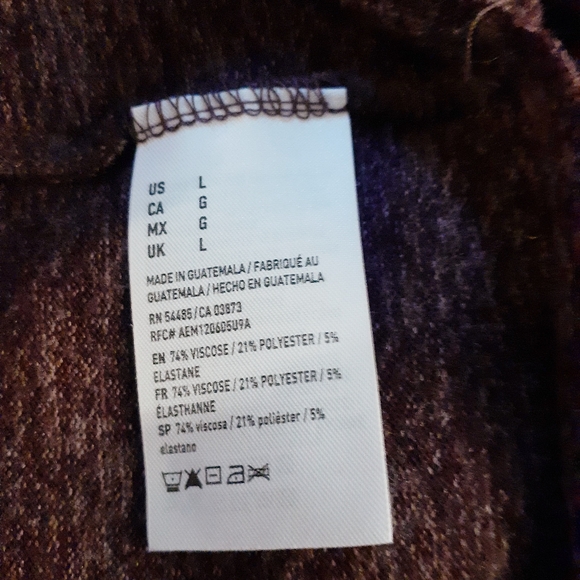 US L
CA G
MX G
UK L
MADE IN GUATEMALA / FABRIQUÉ AU
GUATEMALA / HECHO EN GUATEMALA
RN 54485 / CA 03873
RFC# AEM120605U9A
EN 74% VISCOSE / 21% POLYESTER / 5%
ELASTANE
FR 74% VISCOSE / 21% POLYESTER / 5%
ÉLASTHANNE
SP 74% viscosa / 21% poliéster / 5%
elastano